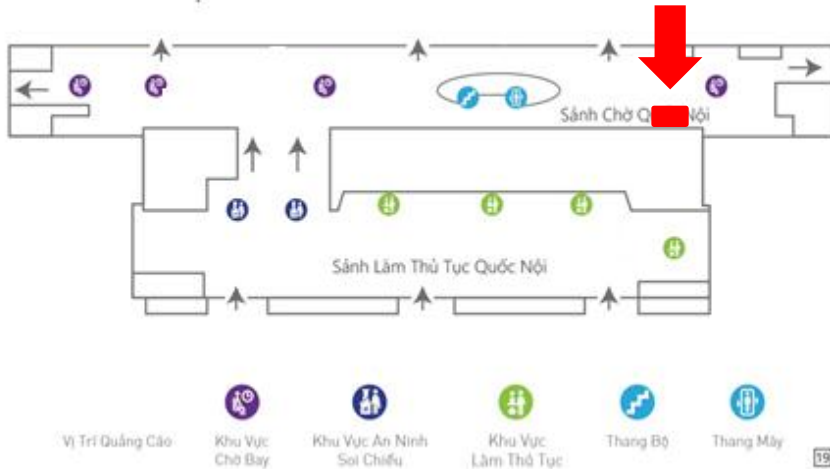 Sảnh Chờ Nội
Sảnh Làm Thủ Tục Quốc Nội
Vị Trí Quảng Cáo
Khu Vực
Chờ Bay
Khu Vực An Ninh
Soi Chiếu
Khu Vực
Làm Thủ Tục
Thang Bộ
Thang Máy
19